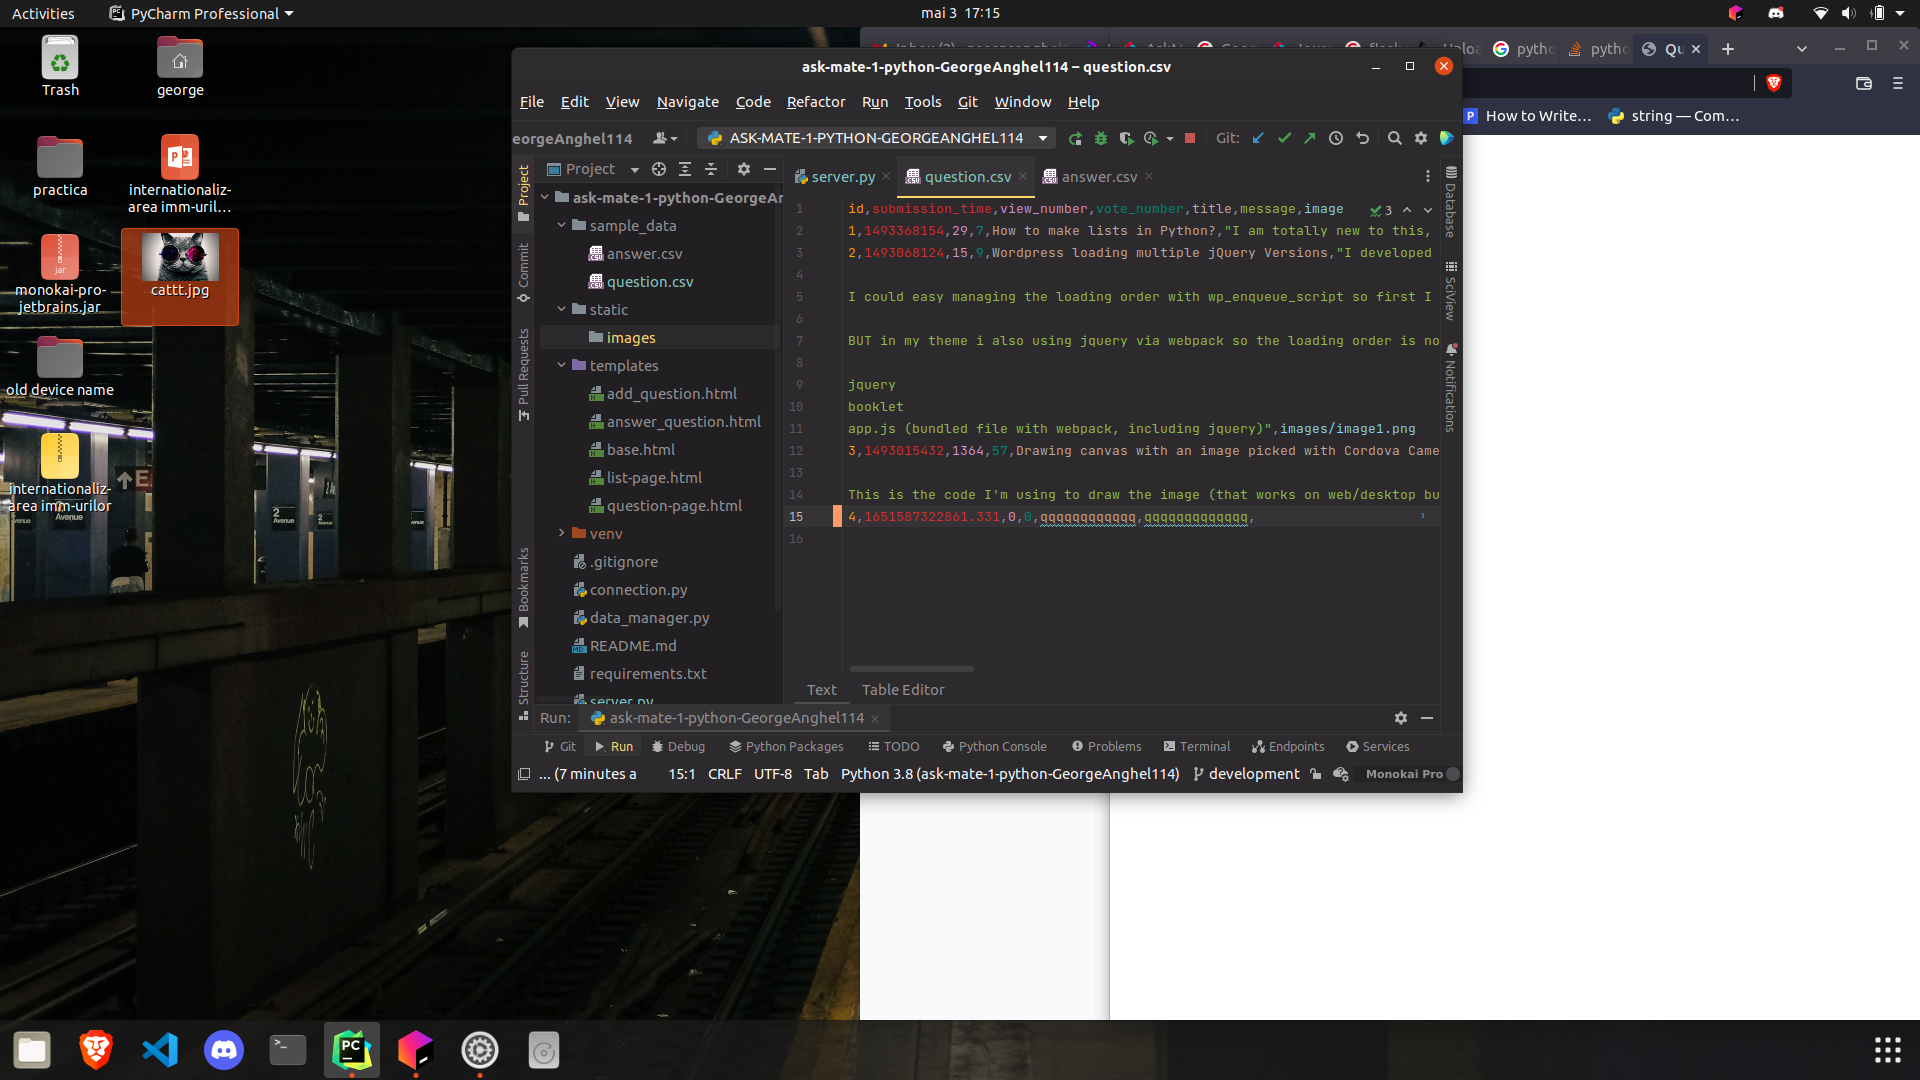 Activities
PyCharm Professional
mai 3 17:15
Trash
george
practica
internationaliz-
area imm-uril...
monokai-pro-
jetbrains.jar
cattt.jpg
old device name
internationaliz-
area imm-urilor
ask-mate-1-python-GeorgeAnghel114 – question.csv
File Edit View Navigate Code Refactor Run Tools Git Window Help
eorgeAnghel114
ASK-MATE-1-PYTHON-GEORGEANGHEL114
Git:
Project
server.py
question.csv
answer.csv
ask-mate-1-python-GeorgeAn
sample_data
answer.csv
question.csv
static
images
templates
add_question.html
answer_question.html
base.html
list-page.html
question-page.html
venv
.gitignore
connection.py
data_manager.py
README.md
requirements.txt
server.py
Project
Commit
Pull Requests
Bookmarks
Structure
1 id,submission_time,view_number,vote_number,title,message,image
3
2 1,1493368154,29,7,How to make lists in Python?,"I am totally new to this,
3 2,1493068124,15,9,Wordpress loading multiple jQuery Versions,"I developed
4
5 I could easy managing the loading order with wp_enqueue_script so first I
6
7 BUT in my theme i also using jquery via webpack so the loading order is no
8
9 jquery
10 booklet
11 app.js (bundled file with webpack, including jquery)",images/image1.png
12 3,1493015432,1364,57,Drawing canvas with an image picked with Cordova Came
13
14 This is the code I'm using to draw the image (that works on web/desktop bu
15 4,1651587322861.331,0,0,qqqqqqqqqqqq,qqqqqqqqqqqqq,
16
Database
SciView
Notifications
Text Table Editor
Run: ask-mate-1-python-GeorgeAnghel114
Git Run Debug Python Packages TODO Python Console Problems Terminal Endpoints Services
... (7 minutes a 15:1 CRLF UTF-8 Tab Python 3.8 (ask-mate-1-python-GeorgeAnghel114) development Monokai Pro
pytho
pytho
Qu
How to Write...
string — Com...
2
Avenue
2
Avenue